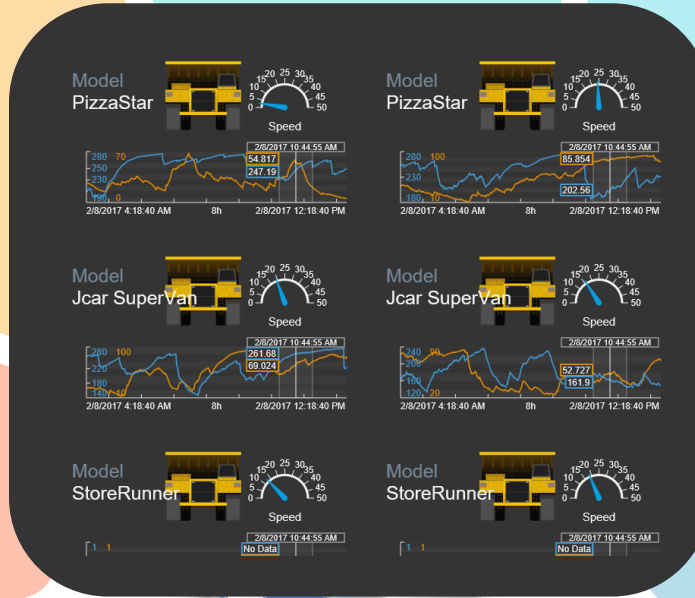 Model
PizzaStar
0 5 10 15 20 25 30 35 40 45 50
Speed
2/8/2017 10:44:55 AM
280 70
54.817
250
247.19
230
190 0
2/8/2017 4:18:40 AM 8h 2/8/2017 12:18:40 PM
Model
PizzaStar
0 5 10 15 20 25 30 35 40 45 50
Speed
2/8/2017 10:44:55 AM
280 100
85.854
230
202.56
180 10
2/8/2017 4:18:40 AM 8h 2/8/2017 12:18:40 PM
Model
Jcar SuperVan
0 5 10 15 20 25 30 35 40 45 50
Speed
2/8/2017 10:44:55 AM
280 100
261.68
220
69.024
180
140 10
2/8/2017 4:18:40 AM 8h 2/8/2017 12:18:40 PM
Model
Jcar SuperVan
0 5 10 15 20 25 30 35 40 45 50
Speed
2/8/2017 10:44:55 AM
240 90
200
52.727
160
161.9
120 20
2/8/2017 4:18:40 AM 8h 2/8/2017 12:18:40 PM
Model
StoreRunner
0 5 10 15 20 25 30 35 40 45 50
Speed
2/8/2017 10:44:55 AM
1 1
No Data
Model
StoreRunner
0 5 10 15 20 25 30 35 40 45 50
Speed
2/8/2017 10:44:55 AM
1 1
No Data